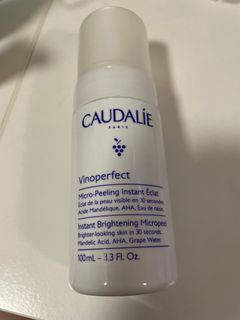 CAUDALÍE
PARIS
Vinoperfect
Micro-Peeling Instant Éclat
Éclat de la peau visible en 30 secondes
Acide Mandélique, AHA, Eau de raisin
Instant Brightening Micropeel
Brighter-looking skin in 30 seconds
Mandelic Acid, AHA, Grape Water
100mL - 3.3 Fl. Oz.